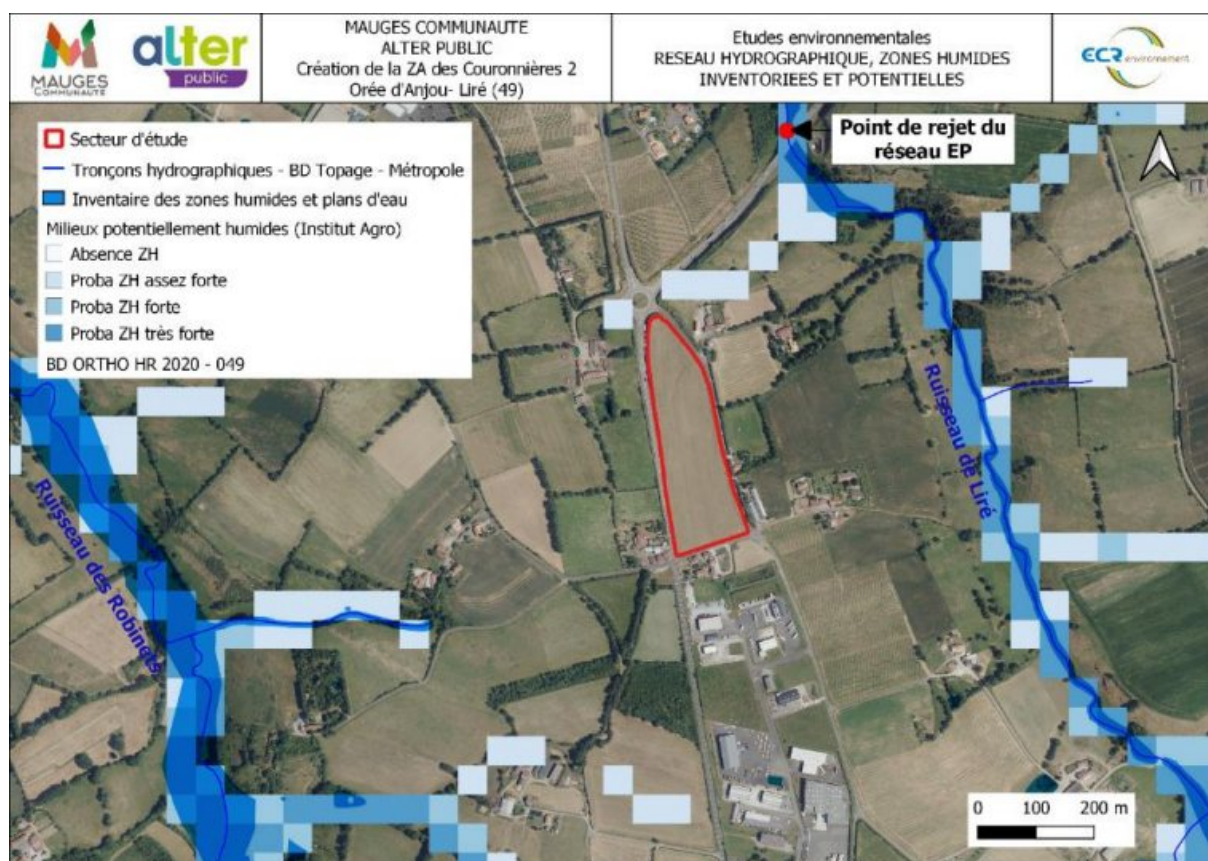 MAUGES
COMMUNAUTÉ
alter
public
MAUGES COMMUNAUTE
ALTER PUBLIC
Création de la ZA des Couronnières 2
Orée d'Anjou- Liré (49)
Etudes environnementales
RESEAU HYDROGRAPHIQUE, ZONES HUMIDES
INVENTORIEES ET POTENTIELLES
ECR environnement
Secteur d'étude
Tronçons hydrographiques - BD Topage - Métropole
Inventaire des zones humides et plans d'eau
Milieux potentiellement humides (Institut Agro)
Absence ZH
Proba ZH assez forte
Proba ZH forte
Proba ZH très forte
BD ORTHO HR 2020 - 049
Point de rejet du
réseau EP
Ruisseau de Liré
Ruisseau des Robinets
0 100 200 m